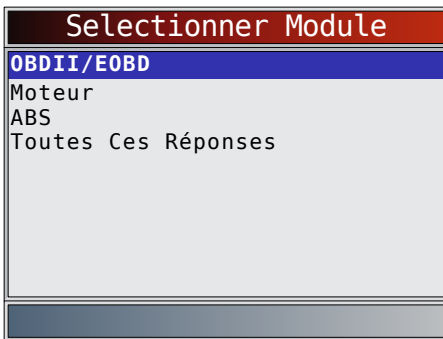 Selectionner Module
OBDII/EOBD
Moteur
ABS
Toutes Ces Réponses